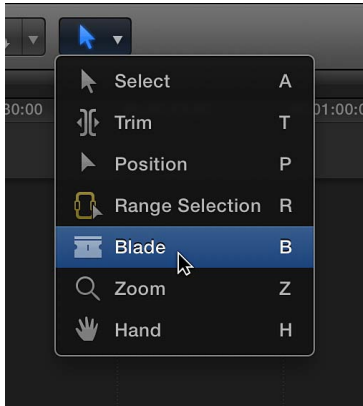 30:00
01:00:0
Select A
Trim T
Position P
Range Selection R
Blade B
Zoom Z
Hand H